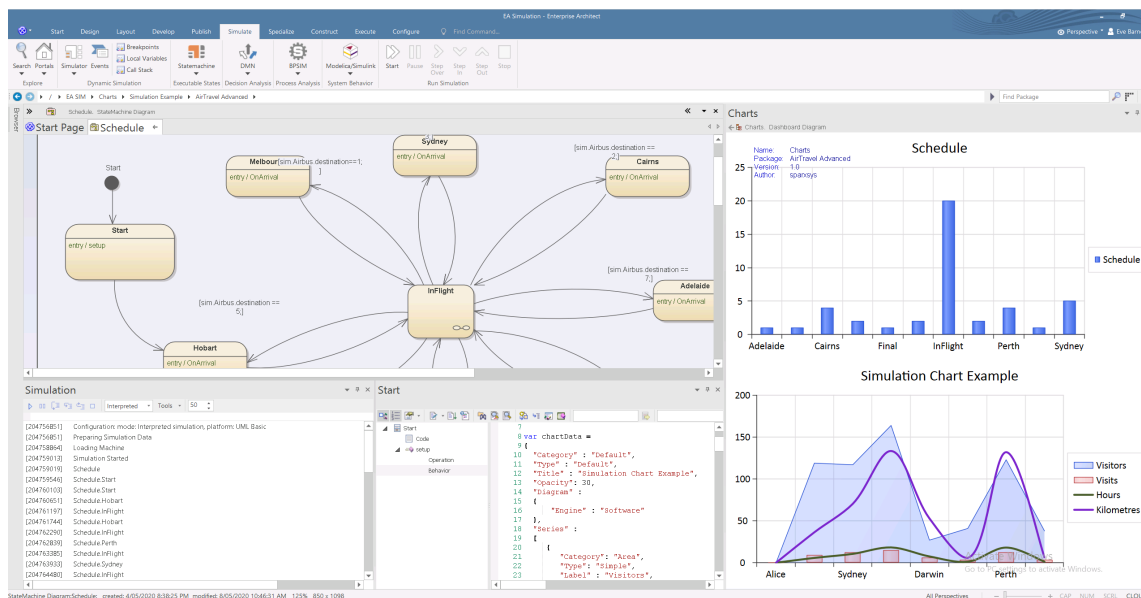 EA Simulation - Enterprise Architect
Start Design Layout Develop Publish Simulate Specialize Construct Execute Configure Find Command...
Perspective Eve Barne
Search Portals Simulator Events Breakpoints Local Variables Call Stack Statemachine DMN BPSIM Modelica/Simulink Start Pause Step Over Step In Step Out Stop
Explore Dynamic Simulation Executable States Decision Analysis Process Analysis System Behavior Run Simulation
/ EA SIM Charts Simulation Example AirTravel Advanced Find Package
Browser
Schedule. StateMachine Diagram
Start Page Schedule
Start
Start
entry / setup
Melbour[sim.Airbus.destination==1;
]
entry / OnArrival
Sydney
entry / OnArrival
[sim.Airbus.destination ==
2;]
Cairns
entry / OnArrival
[sim.Airbus.destination ==
7;]
Adelaide
entry / OnArrival
InFlight
[sim.Airbus.destination ==
5;]
Hobart
entry / OnArrival
Charts
Charts. Dashboard Diagram
Name: Charts
Package: AirTravel Advanced
Version: 1.0
Author: sparxsys
Schedule
25
20
15
10
5
0
Adelaide Cairns Final InFlight Perth Sydney
Schedule
Simulation Chart Example
200
150
100
50
0
Alice Sydney Darwin Perth
Visitors
Visits
Hours
Kilometres
Go to PC settings to activate Windows.
Simulation
Interpreted Tools 50
[204756851] Configuration: mode: Interpreted simulation, platform: UML Basic
[204756851] Preparing Simulation Data
[204758864] Loading Machine
[204759013] Simulation Started
[204759019] Schedule
[204759546] Schedule.Start
[204760103] Schedule.Start
[204760651] Schedule.Hobart
[204761197] Schedule.InFlight
[204761744] Schedule.Hobart
[204762290] Schedule.InFlight
[204762839] Schedule.Perth
[204763385] Schedule.InFlight
[204763933] Schedule.Sydney
[204764480] Schedule.InFlight
Start
Start
Code
setup
Operation
Behavior
7
8 var chartData =
9 {
10 "Category" : "Default",
11 "Type" : "Default",
12 "Title" : "Simulation Chart Example",
13 "Opacity": 30,
14 "Diagram" :
15 {
16 "Engine" : "Software"
17 },
18 "Series" :
19 [
20 {
21 "Category": "Area",
22 "Type": "Simple",
23 "Label" : "Visitors",
StateMachine Diagram:Schedule: created: 4/05/2020 8:38:25 PM modified: 8/05/2020 10:46:31 AM 125% 850 x 1098
All Perspectives CAP NUM SCRL CLOU